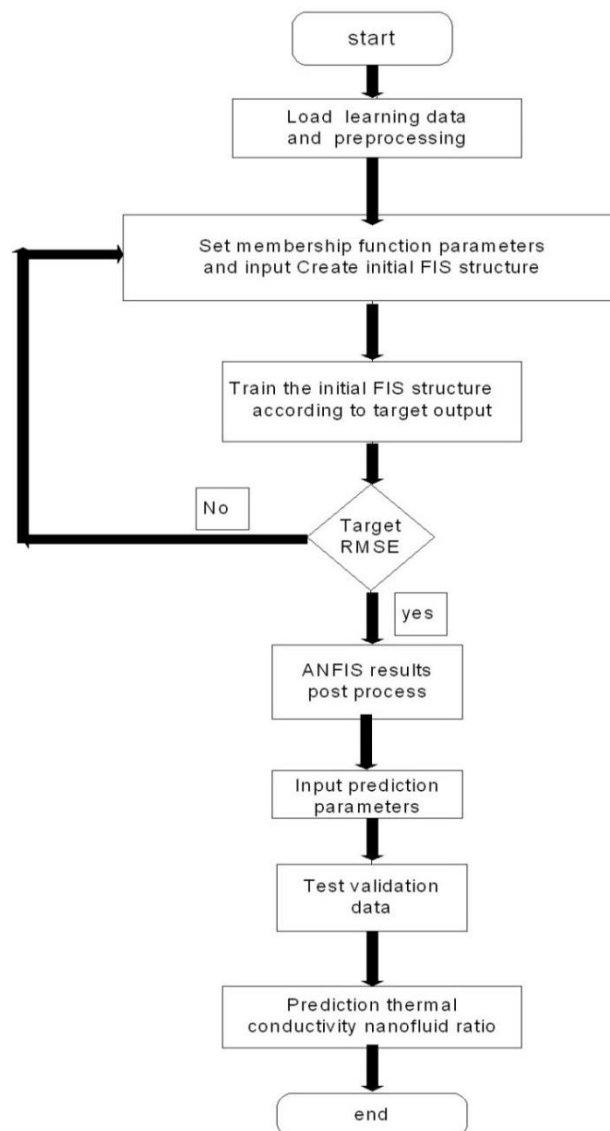 start
Load learning data
and preprocessing
Set membership function parameters
and input Create initial FIS structure
Train the initial FIS structure
according to target output
No
Target
RMSE
yes
ANFIS results
post process
Input prediction
parameters
Test validation
data
Prediction thermal
conductivity nanofluid ratio
end